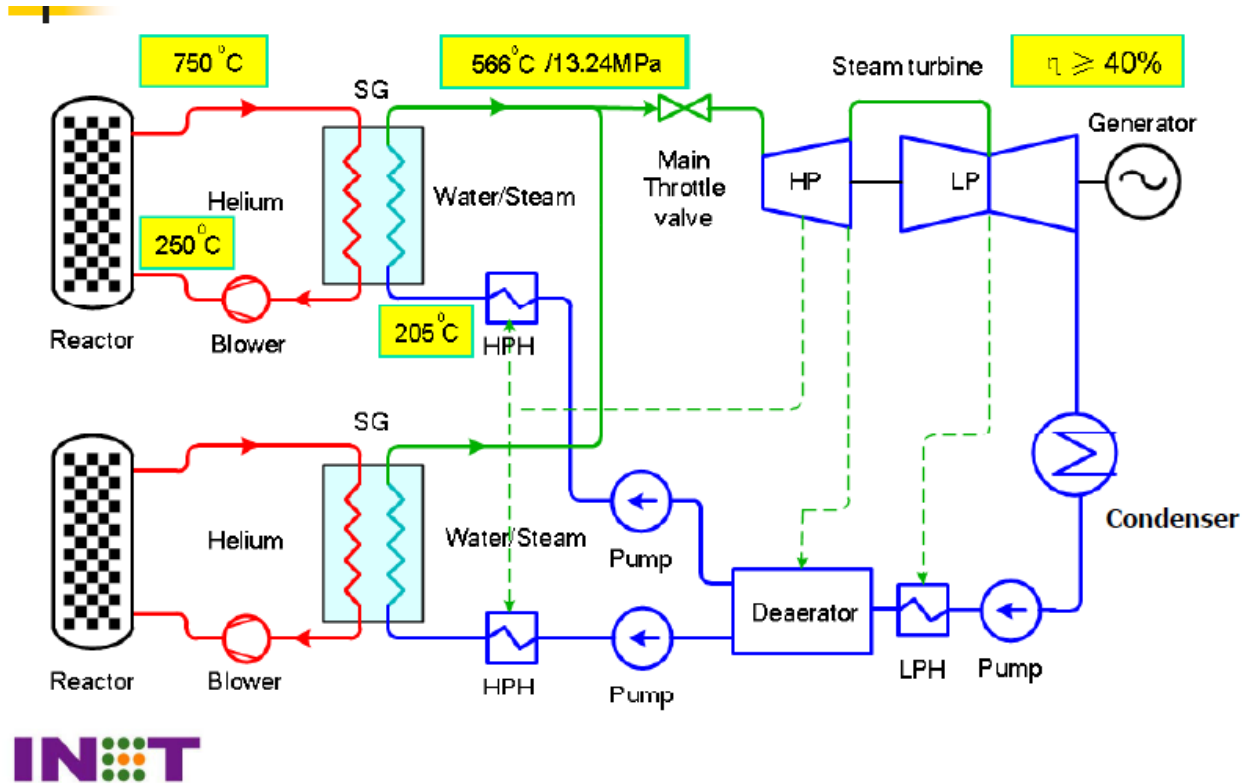 750 °C
566 °C /13.24MPa
Steam turbine
η ≥ 40%
SG
Generator
Main
Throttle
valve
HP
LP
Helium
Water/Steam
250 °C
205 °C
Reactor
Blower
HPH
SG
Helium
Water/Steam
Pump
Condenser
Deaerator
Reactor
Blower
HPH
Pump
LPH
Pump
INET